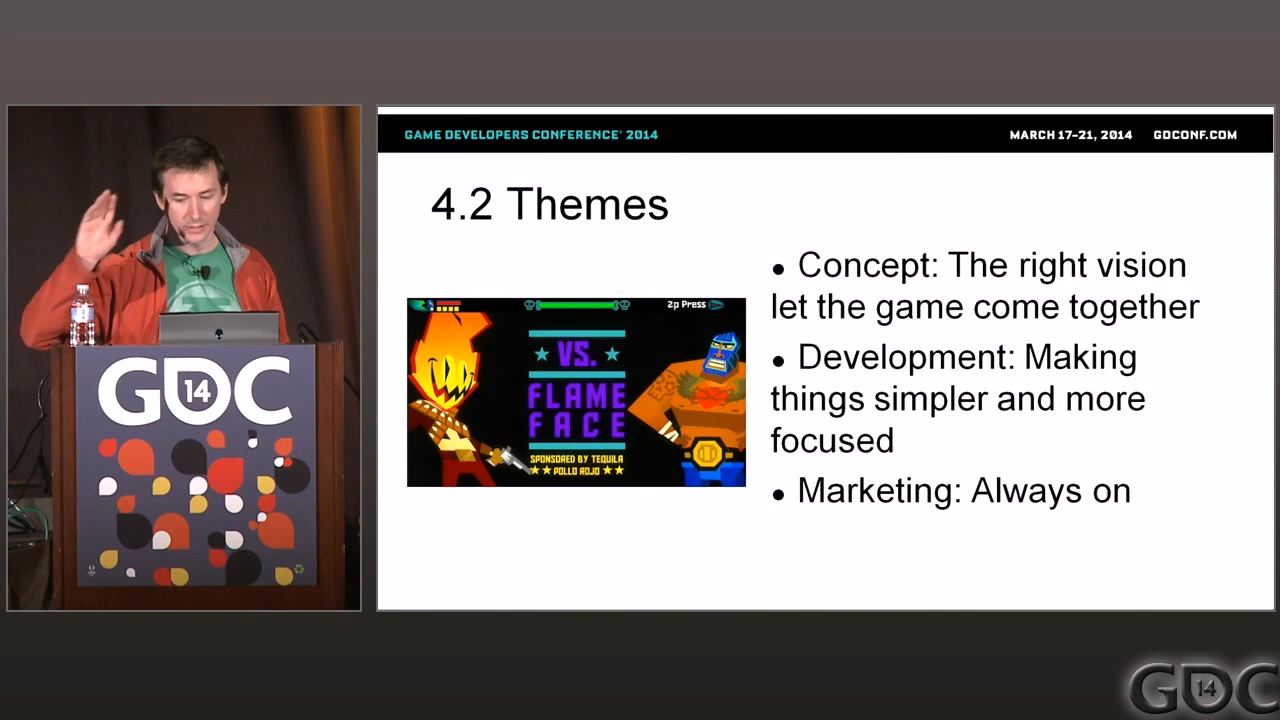 GAME DEVELOPERS CONFERENCE® 2014
MARCH 17-21, 2014 GDCONF.COM
4.2 Themes
● Concept: The right vision
let the game come together
● Development: Making
things simpler and more
focused
● Marketing: Always on
2p Press
VS.
FLAME
FACE
SPONSORED BY TEQUILA
POLLO ROJO
GDC
14
GDC
14